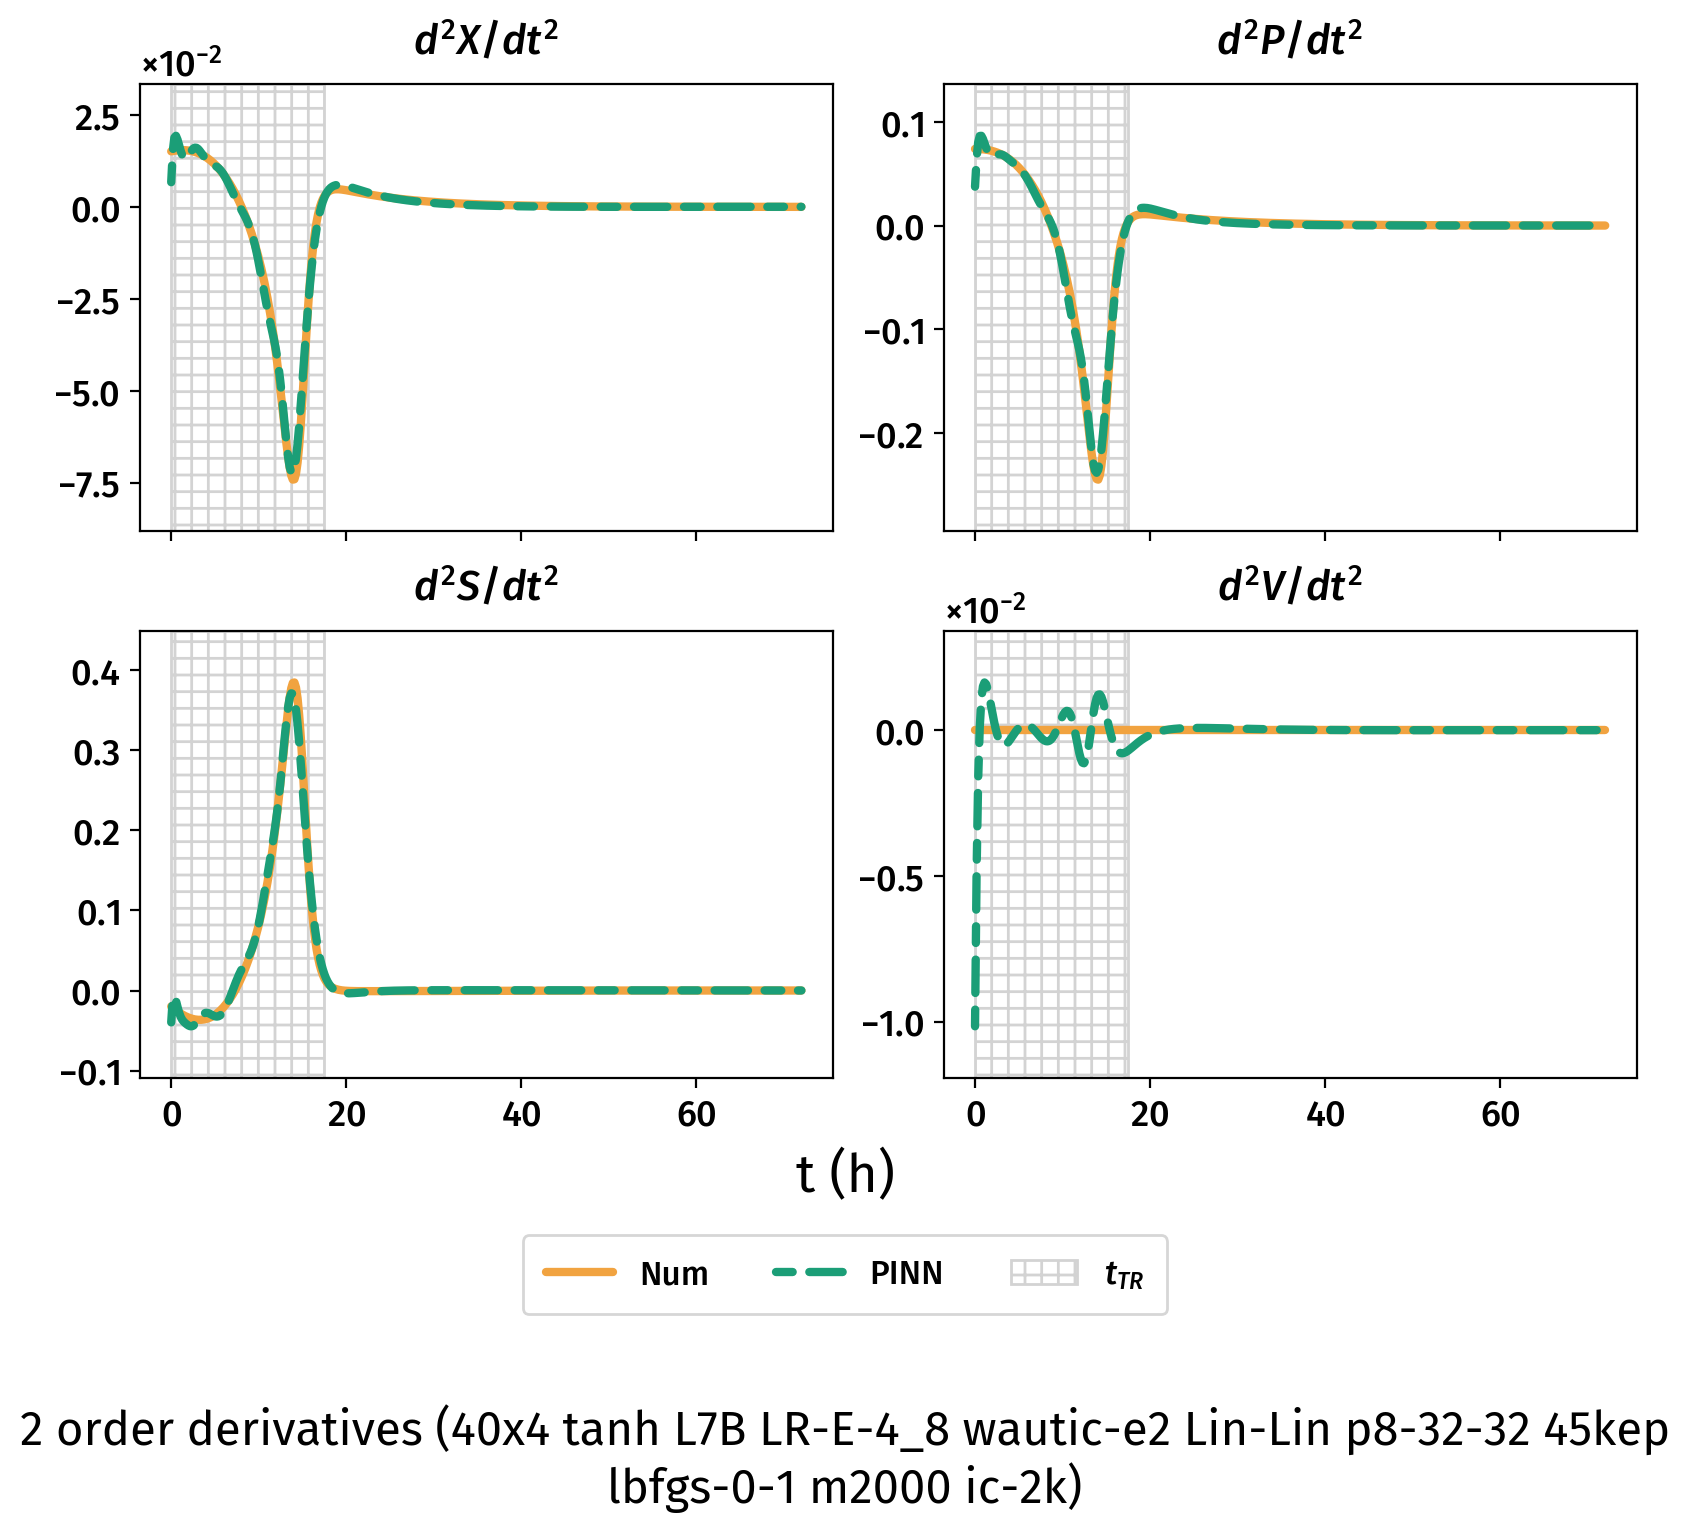 d²X/dt²
d²P/dt²
×10⁻²
2.5
0.0
−2.5
−5.0
−7.5
0.1
0.0
−0.1
−0.2
d²S/dt²
d²V/dt²
×10⁻²
0.4
0.3
0.2
0.1
0.0
−0.1
0.0
−0.5
−1.0
0 20 40 60
0 20 40 60
t (h)
Num PINN t_TR
2 order derivatives (40x4 tanh L7B LR-E-4_8 wautic-e2 Lin-Lin p8-32-32 45kep
lbfgs-0-1 m2000 ic-2k)